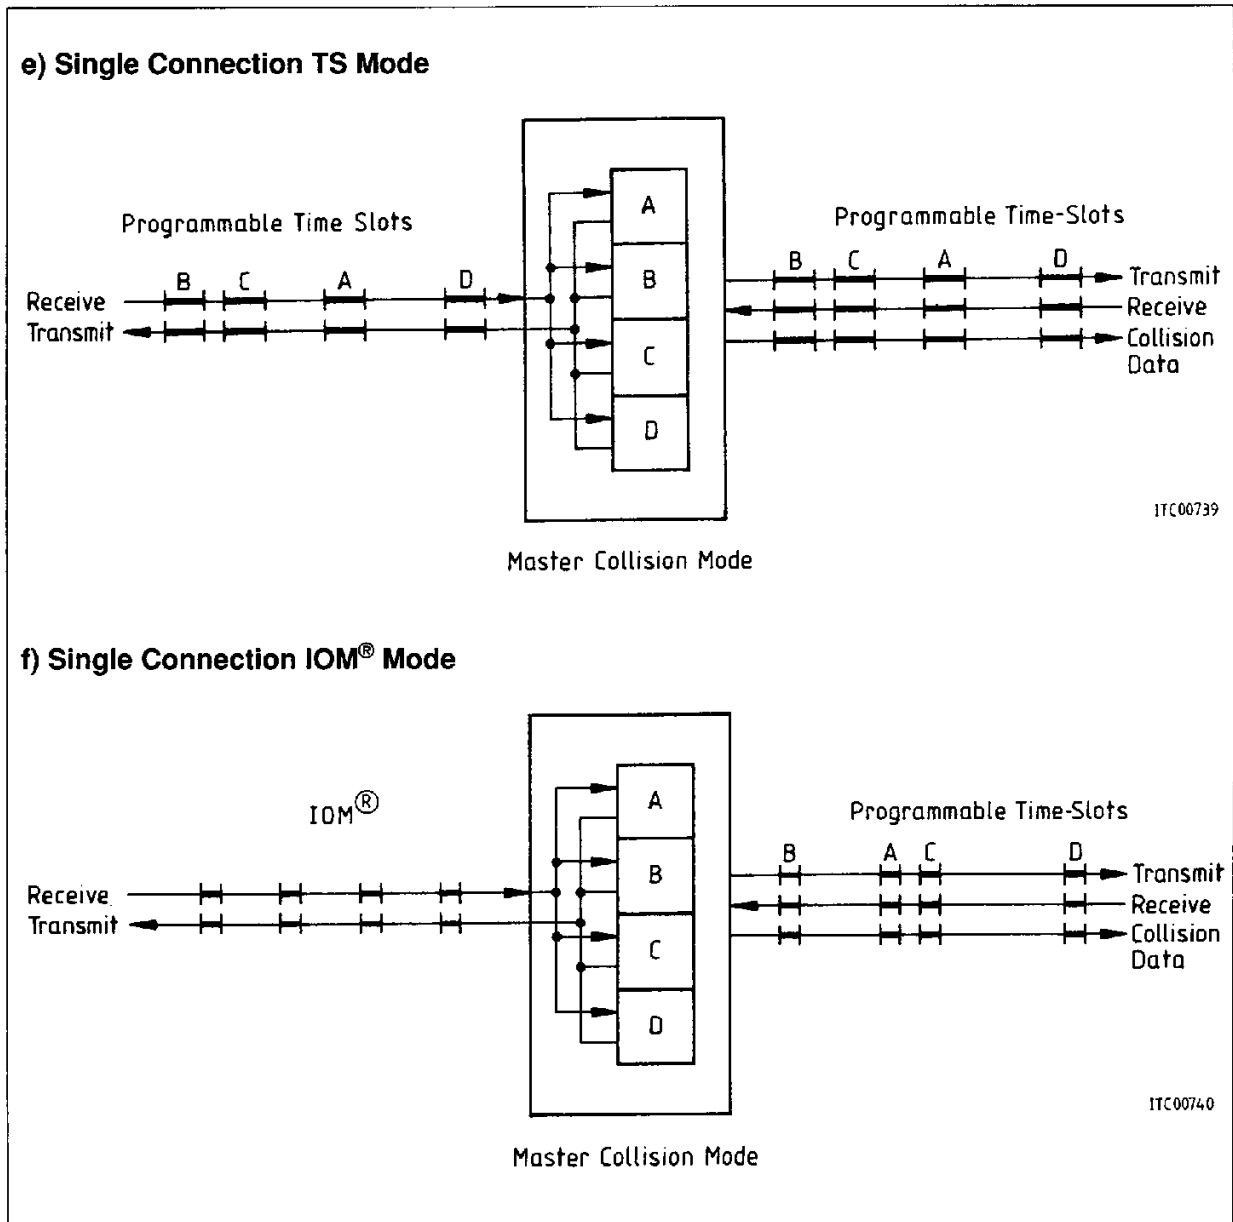 e) Single Connection TS Mode
Programmable Time Slots
Programmable Time-Slots
A
B
C
D
B C A D
B C A D
Receive
Transmit
Transmit
Receive
Collision
Data
ITC00739
Master Collision Mode
f) Single Connection IOM® Mode
IOM®
Programmable Time-Slots
A
B
C
D
B A C D
Receive
Transmit
Transmit
Receive
Collision
Data
ITC00740
Master Collision Mode